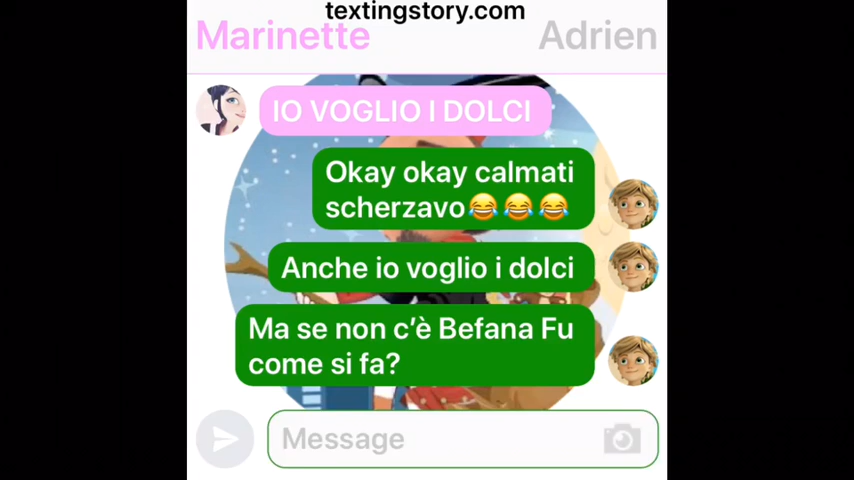 textingstory.com
Marinette Adrien
IO VOGLIO I DOLCI
Okay okay calmati
scherzavo😂😂😂
Anche io voglio i dolci
Ma se non c’è Befana Fu
come si fa?
Message